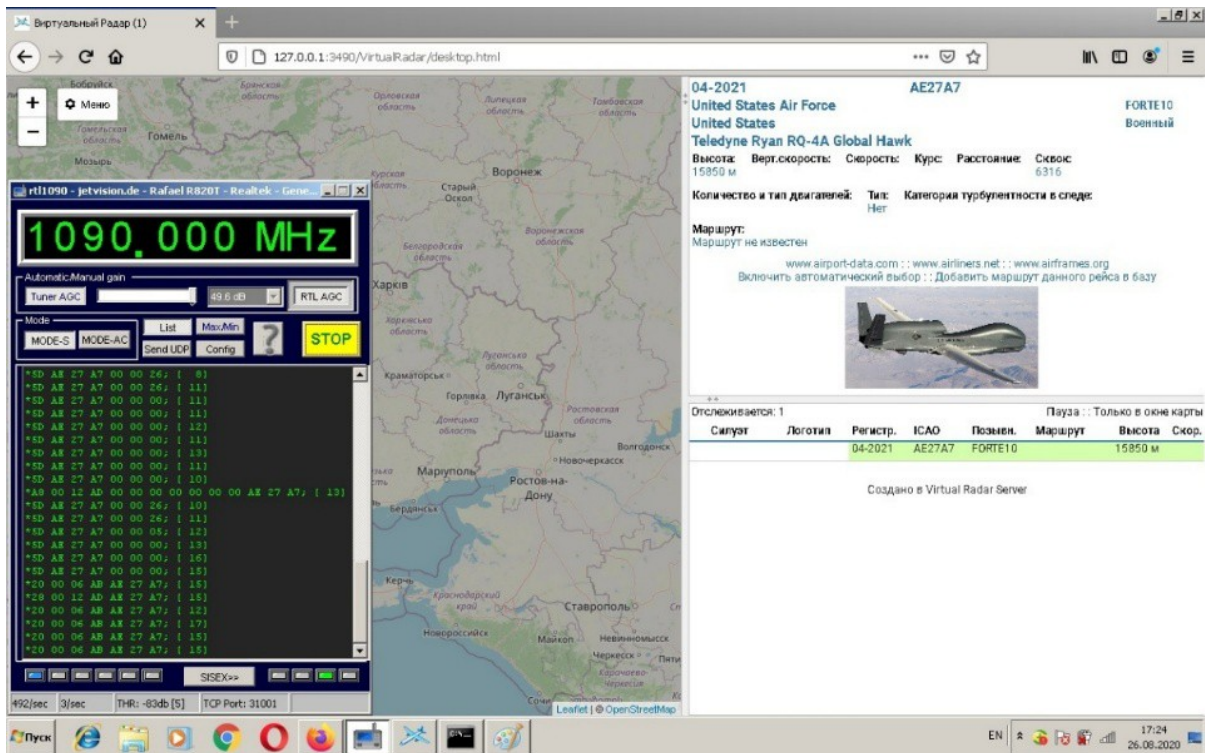 Виртуальный Радар (1)
127.0.0.1:3490/VirtualRadar/desktop.html
Меню
Бобруйск
Брянская область
Орловская область
Липецкая область
Тамбовская область
Гомельская область
Гомель
Мозырь
Курская область
Воронеж
Старый Оскол
Белгородская область
Воронежская область
Харків
Харківська область
Луганська область
Краматорськ
Горлівка
Луганськ
Донецька область
Ростовская область
Шахты
Волгодонск
Новочеркасск
Маріуполь
Ростов-на-Дону
Бердянськ
Керчь
Краснодарский край
Ставрополь
Новороссийск
Майкоп
Невинномысск
Черкесск
Карачаево-Черкесия
Сочи
Leaflet | © OpenStreetMap
rtl1090 - jetvision.de - Rafael R820T - Realtek - Gene...
1090.000 MHz
Automatic/Manual gain
Tuner AGC
49.6 dB
RTL AGC
Mode
MODE-S
MODE-AC
List
Max/Min
Send UDP
Config
?
STOP
*5D AE 27 A7 00 00 26; [ 8]
*5D AE 27 A7 00 00 26; [ 11]
*5D AE 27 A7 00 00 00; [ 11]
*5D AE 27 A7 00 00 00; [ 11]
*5D AE 27 A7 00 00 00; [ 12]
*5D AE 27 A7 00 00 00; [ 11]
*5D AE 27 A7 00 00 00; [ 13]
*5D AE 27 A7 00 00 00; [ 11]
*5D AE 27 A7 00 00 00; [ 10]
*A8 00 12 AD 00 00 00 00 00 00 00 AE 27 A7; [ 13]
*5D AE 27 A7 00 00 26; [ 10]
*5D AE 27 A7 00 00 26; [ 11]
*5D AE 27 A7 00 00 05; [ 12]
*5D AE 27 A7 00 00 00; [ 13]
*5D AE 27 A7 00 00 00; [ 16]
*5D AE 27 A7 00 00 00; [ 15]
*20 00 06 AB AE 27 A7; [ 15]
*28 00 12 AD AE 27 A7; [ 15]
*20 00 06 AB AE 27 A7; [ 12]
*20 00 06 AB AE 27 A7; [ 17]
*20 00 06 AB AE 27 A7; [ 15]
*20 00 06 AB AE 27 A7; [ 15]
SISEX>>
492/sec 3/sec THR: -83db [5] TCP Port: 31001
04-2021 AE27A7
United States Air Force FORTE10
United States Военный
Teledyne Ryan RQ-4A Global Hawk
Высота: Верт.скорость: Скорость: Курс: Расстояние: Сквок:
15850 м 6316
Количество и тип двигателей: Тип: Категория турбулентности в следе:
Нет
Маршрут:
Маршрут не известен
www.airport-data.com : : www.airliners.net : : www.airframes.org
Включить автоматический выбор : : Добавить маршрут данного рейса в базу
Отслеживается: 1 Пауза : : Только в окне карты
Силуэт Логотип Регистр. ICAO Позывн. Маршрут Высота Скор.
04-2021 AE27A7 FORTE10 15850 м
Создано в Virtual Radar Server
Пуск
EN
17:24
26.08.2020